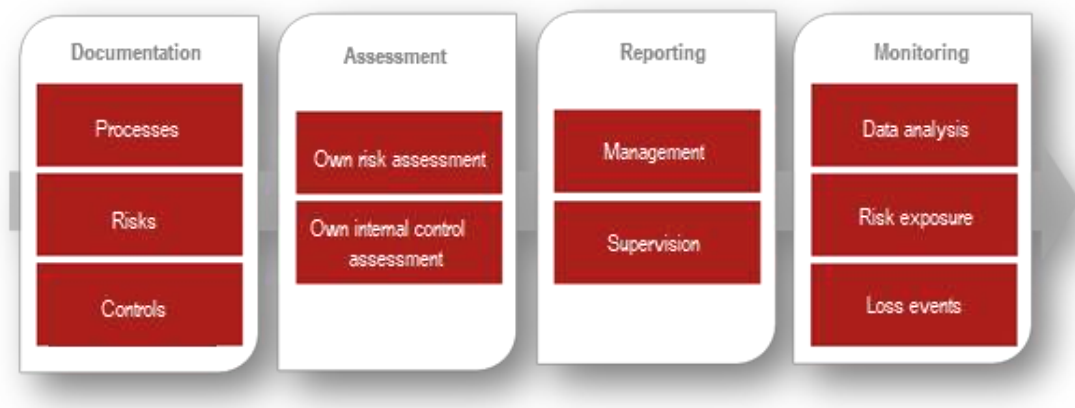 Documentation
Processes
Risks
Controls
Assessment
Own risk assessment
Own internal control
assessment
Reporting
Management
Supervision
Monitoring
Data analysis
Risk exposure
Loss events